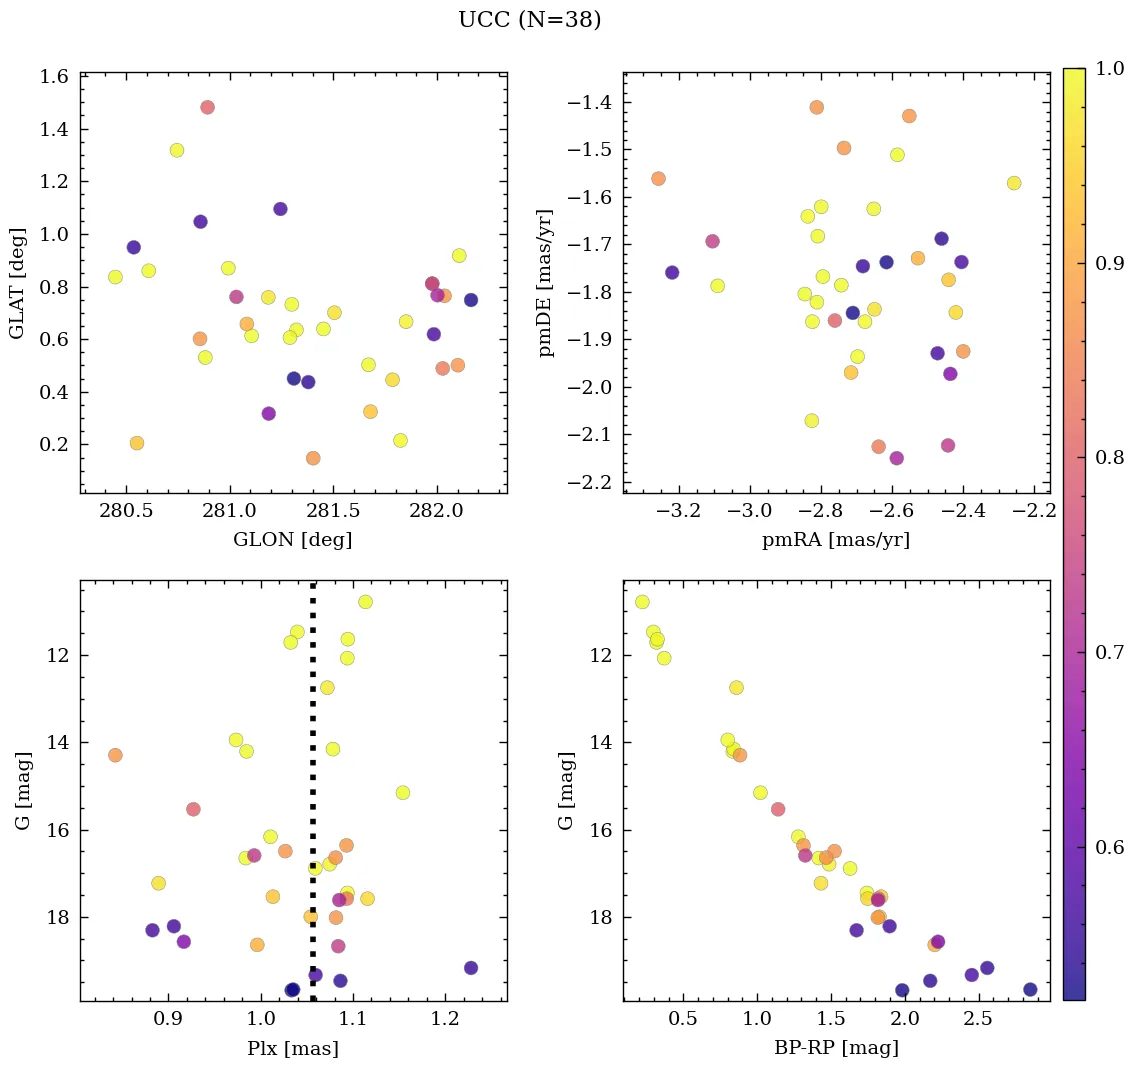 UCC (N=38)
1.6
1.4
1.2
1.0
0.8
0.6
0.4
0.2
GLAT [deg]
280.5 281.0 281.5 282.0
GLON [deg]
−1.4
−1.5
−1.6
−1.7
−1.8
−1.9
−2.0
−2.1
−2.2
pmDE [mas/yr]
−3.2 −3.0 −2.8 −2.6 −2.4 −2.2
pmRA [mas/yr]
12
14
16
18
G [mag]
0.9 1.0 1.1 1.2
Plx [mas]
12
14
16
18
G [mag]
0.5 1.0 1.5 2.0 2.5
BP-RP [mag]
1.0
0.9
0.8
0.7
0.6